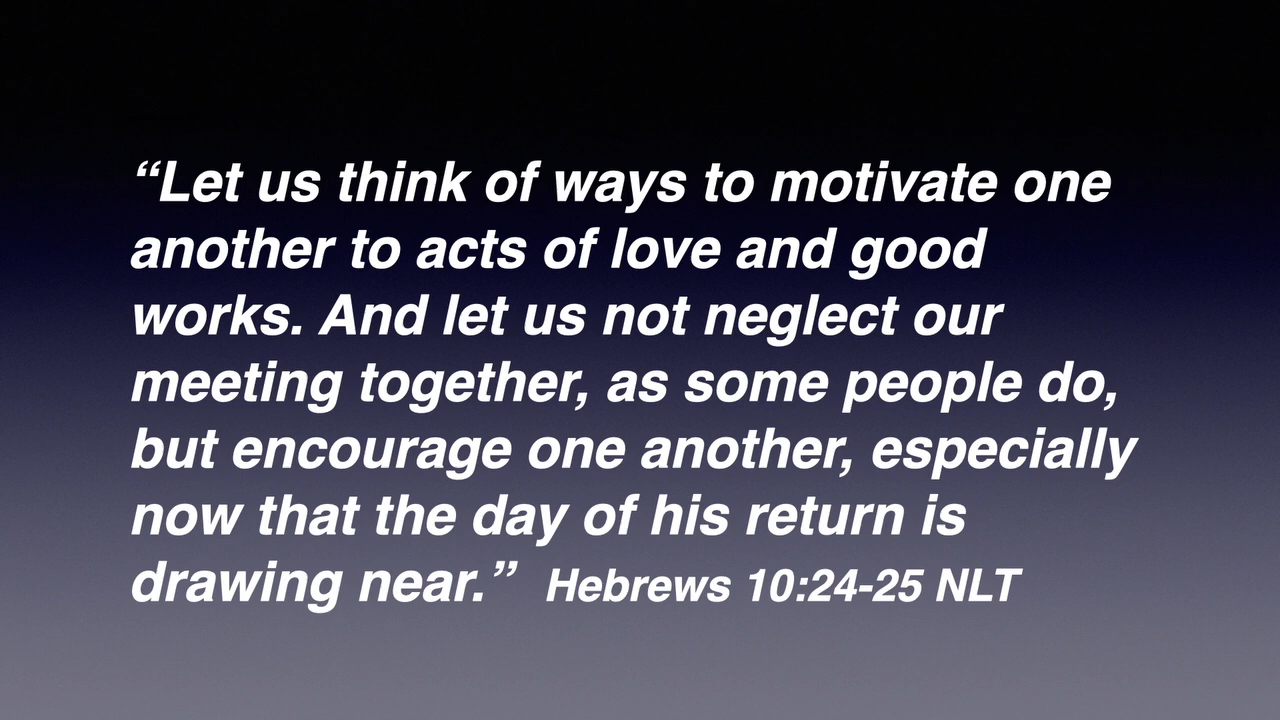 “Let us think of ways to motivate one
another to acts of love and good
works. And let us not neglect our
meeting together, as some people do,
but encourage one another, especially
now that the day of his return is
drawing near.” Hebrews 10:24-25 NLT